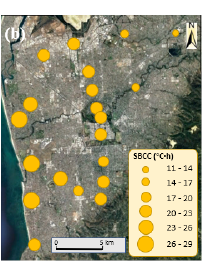 (b)
N
SBCC (°C•h)
11 - 14
14 - 17
17 - 20
20 - 23
23 - 26
26 - 29
0 5 km